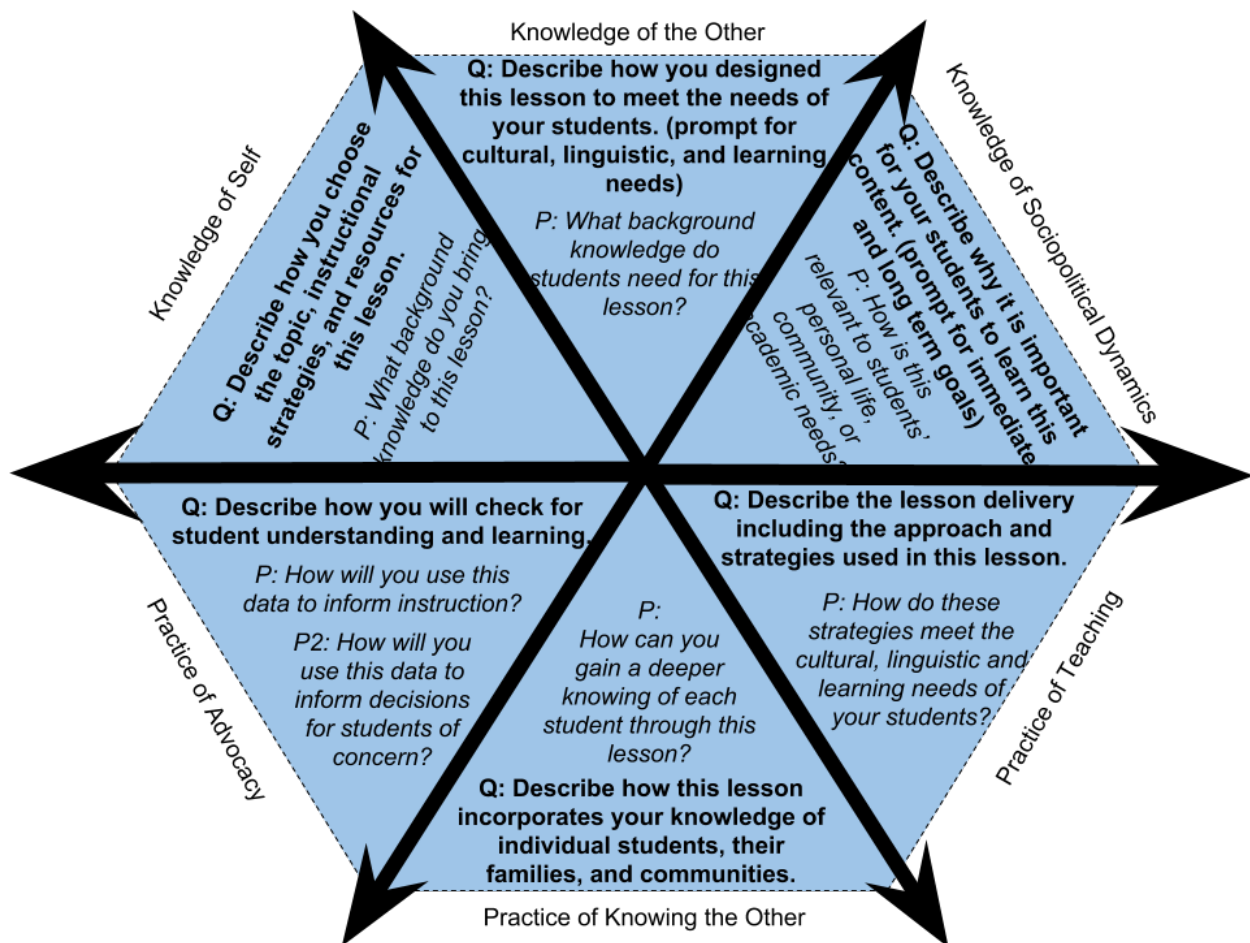 Knowledge of the Other
Q: Describe how you designed
this lesson to meet the needs of
your students. (prompt for
cultural, linguistic, and learning
needs)
P: What background
knowledge do
students need for this
lesson?
Knowledge of Sociopolitical Dynamics
Q: Describe why it is important
for your students to learn this
content. (prompt for immediate
and long term goals)
P: How is this
relevant to students'
personal life,
community, or
academic needs?
Practice of Teaching
Q: Describe the lesson delivery
including the approach and
strategies used in this lesson.
P: How do these
strategies meet the
cultural, linguistic and
learning needs of
your students?
P:
How can you
gain a deeper
knowing of each
student through this
lesson?
Q: Describe how this lesson
incorporates your knowledge of
individual students, their
families, and communities.
Practice of Knowing the Other
Practice of Advocacy
Q: Describe how you will check for
student understanding and learning.
P: How will you use this
data to inform instruction?
P2: How will you
use this data to
inform decisions
for students of
concern?
Knowledge of Self
Q: Describe how you choose
the topic, instructional
strategies, and resources for
this lesson.
P: What background
knowledge do you bring
to this lesson?